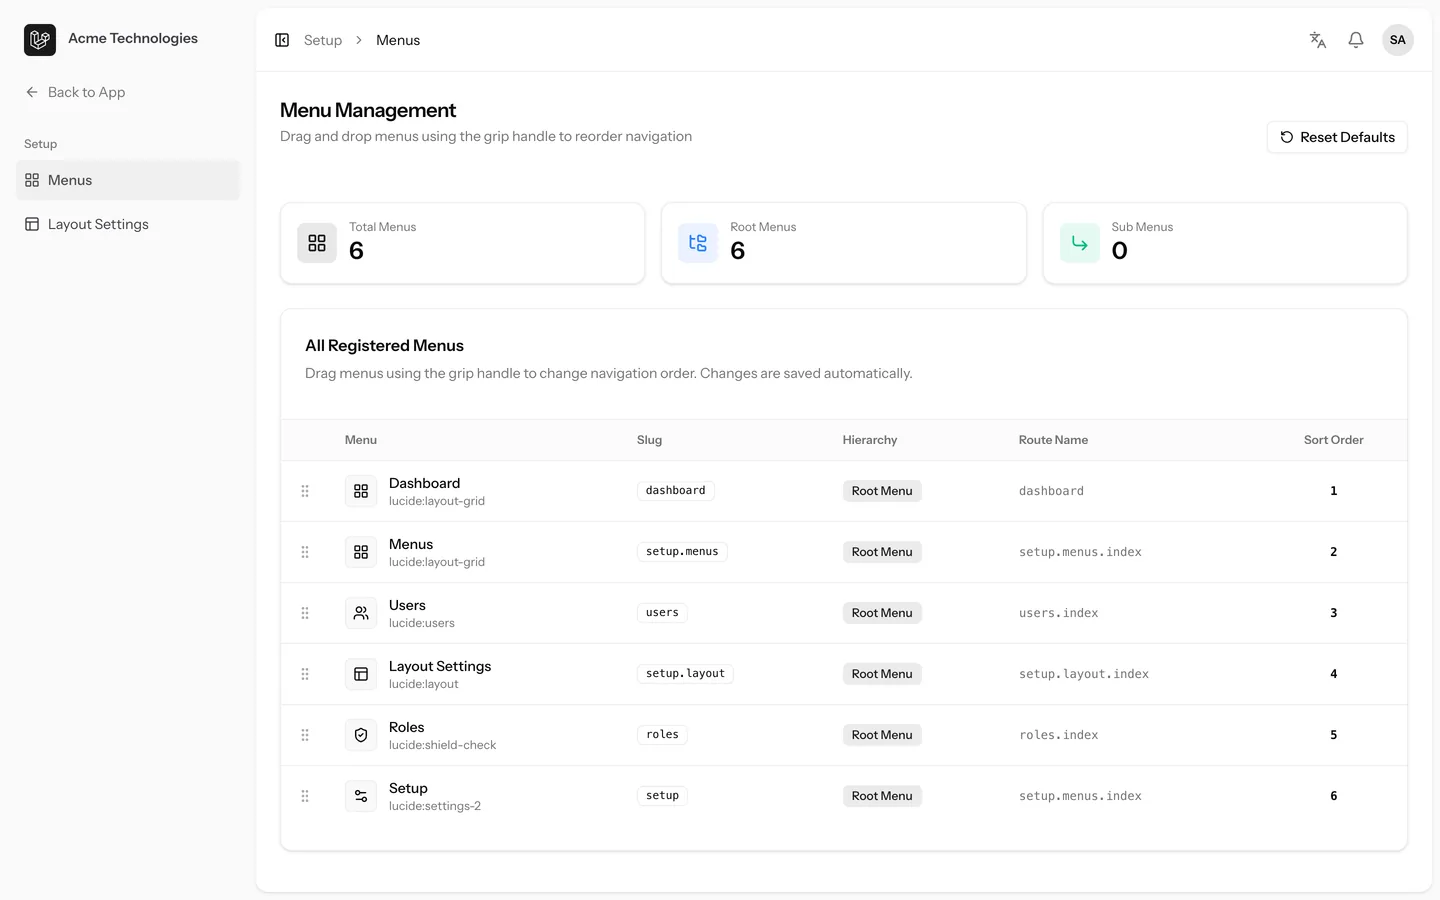 Acme Technologies
Back to App
Setup
Menus
Layout Settings
Setup > Menus
SA
Menu Management
Drag and drop menus using the grip handle to reorder navigation
Reset Defaults
Total Menus
6
Root Menus
6
Sub Menus
0
All Registered Menus
Drag menus using the grip handle to change navigation order. Changes are saved automatically.
Menu Slug Hierarchy Route Name Sort Order
Dashboard
lucide:layout-grid
dashboard Root Menu dashboard 1
Menus
lucide:layout-grid
setup.menus Root Menu setup.menus.index 2
Users
lucide:users
users Root Menu users.index 3
Layout Settings
lucide:layout
setup.layout Root Menu setup.layout.index 4
Roles
lucide:shield-check
roles Root Menu roles.index 5
Setup
lucide:settings-2
setup Root Menu setup.menus.index 6